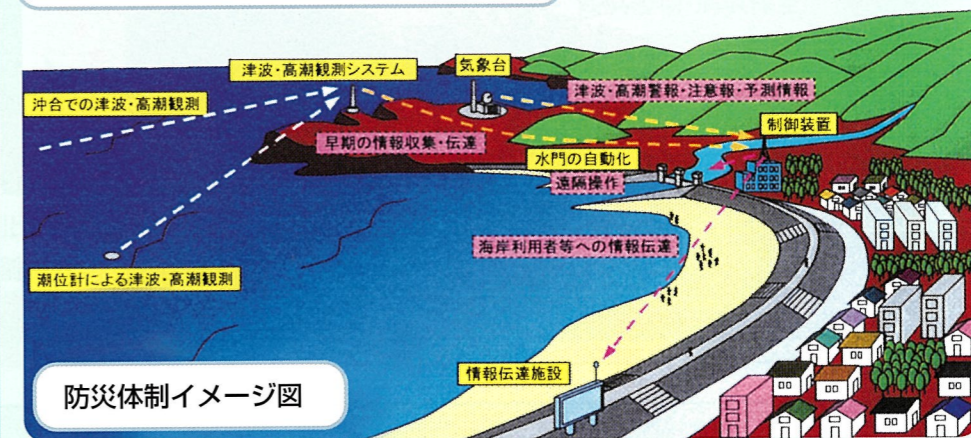 津波・高潮観測システム
気象台
沖合での津波・高潮観測
津波・高潮警報・注意報・予測情報
制御装置
早期の情報収集・伝達
水門の自動化
遠隔操作
海岸利用者等への情報伝達
潮位計による津波・高潮観測
情報伝達施設
防災体制イメージ図